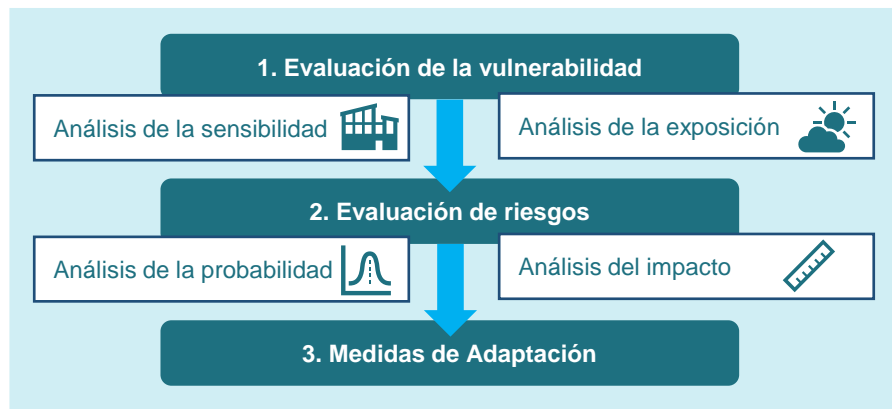 1. Evaluación de la vulnerabilidad
Análisis de la sensibilidad
Análisis de la exposición
2. Evaluación de riesgos
Análisis de la probabilidad
Análisis del impacto
3. Medidas de Adaptación